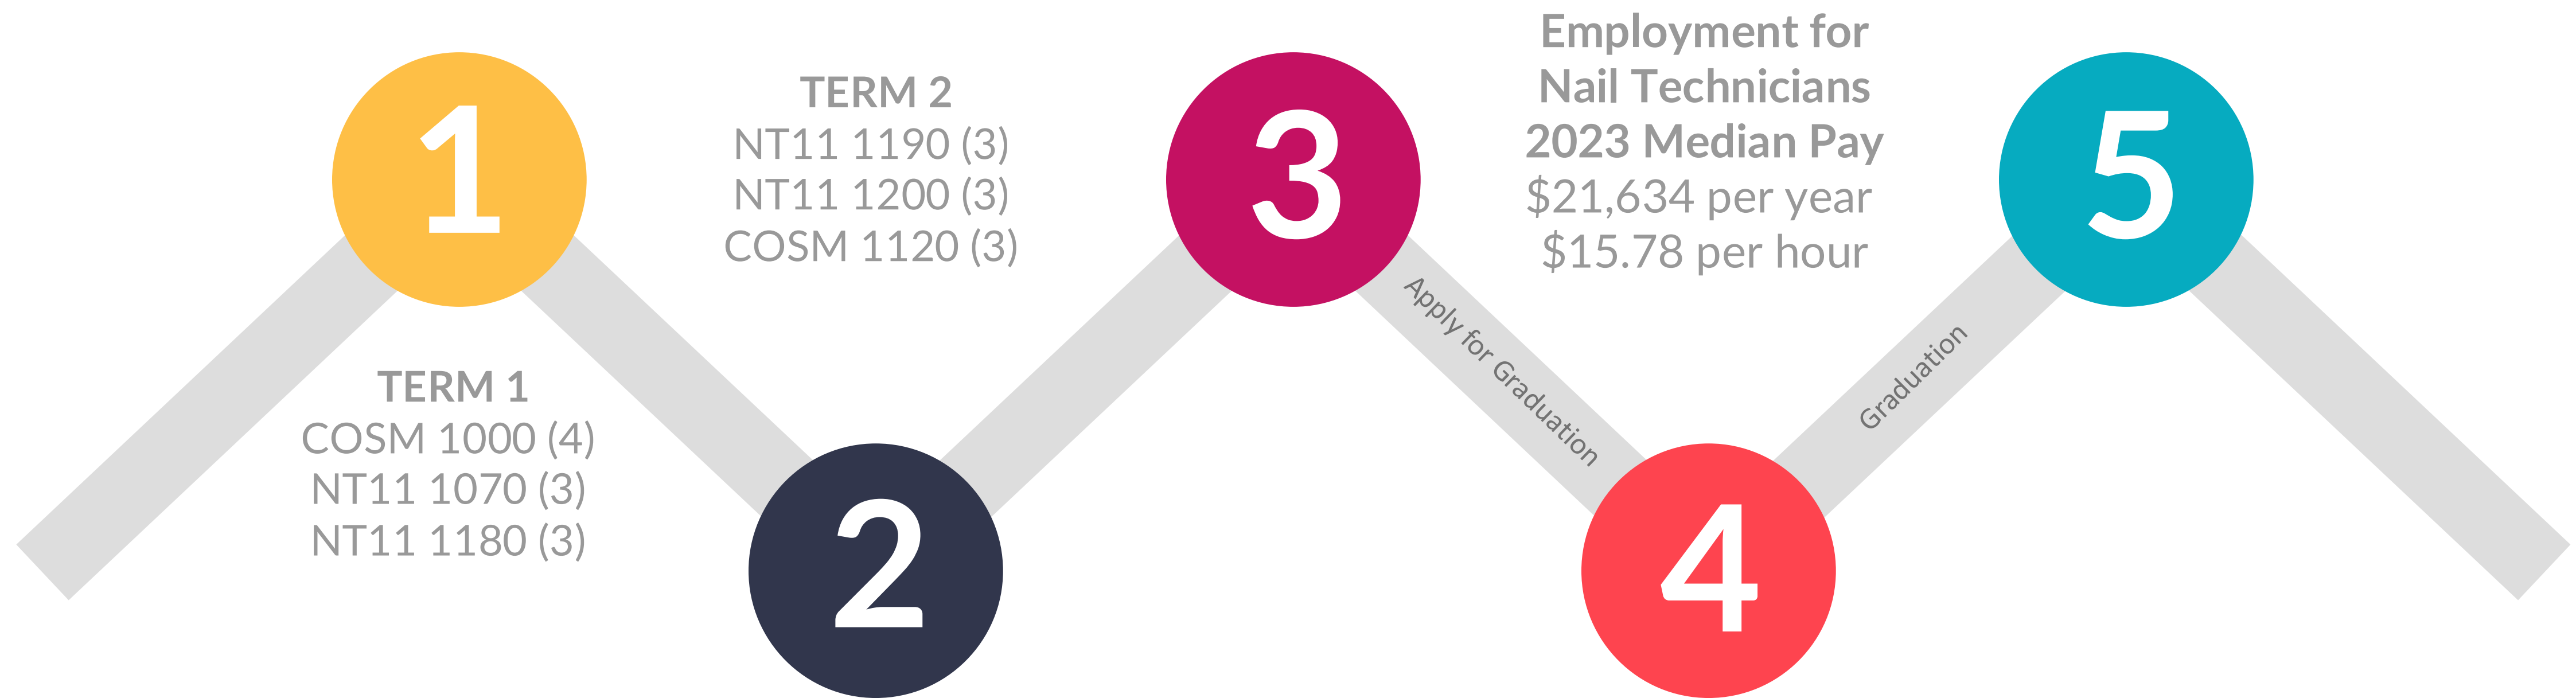 1
TERM 1
COSM 1000 (4)
NT11 1070 (3)
NT11 1180 (3)
TERM 2
NT11 1190 (3)
NT11 1200 (3)
COSM 1120 (3)
2
3
Apply for Graduation
Employment for
Nail Technicians
2023 Median Pay
$21,634 per year
$15.78 per hour
4
Graduation
5